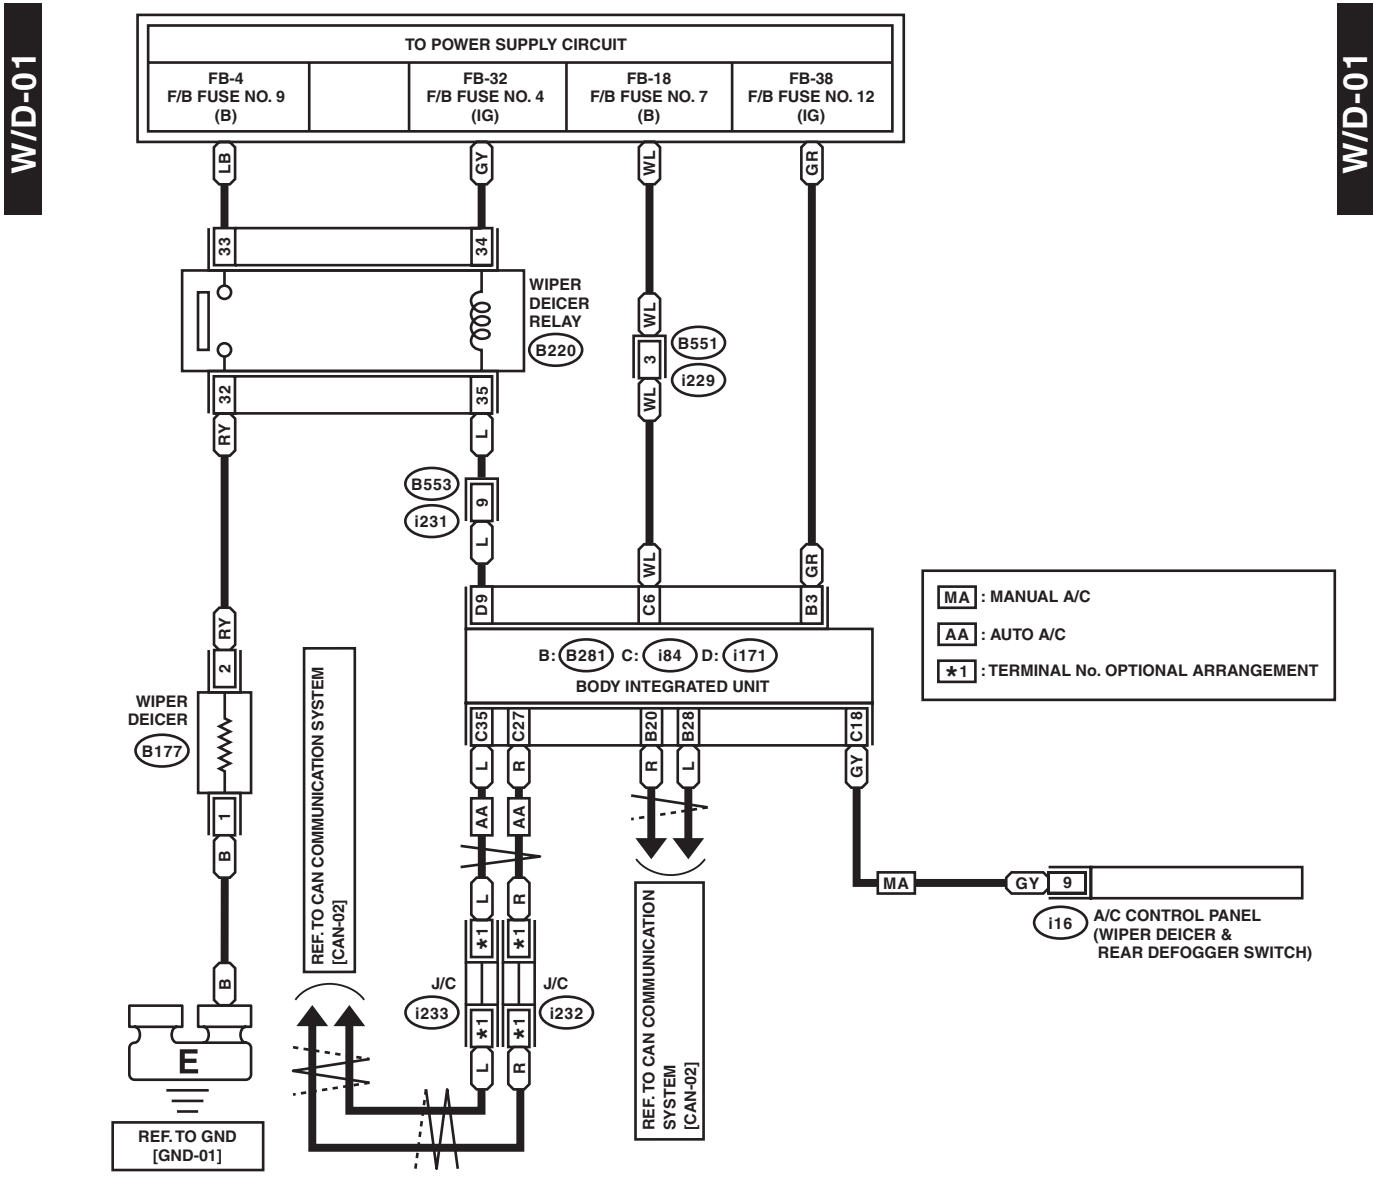 W/D-01
W/D-01
TO POWER SUPPLY CIRCUIT
FB-4
F/B FUSE NO. 9
(B)
FB-32
F/B FUSE NO. 4
(IG)
FB-18
F/B FUSE NO. 7
(B)
FB-38
F/B FUSE NO. 12
(IG)
LB
GY
WL
GR
33
34
WIPER
DEICER
RELAY
B220
32
35
RY
L
WL
3
WL
B551
i229
B553
i231
9
L
WL
GR
D9
C6
B3
B: B281 C: i84 D: i171
BODY INTEGRATED UNIT
C35
C27
B20
B28
C18
MA : MANUAL A/C
AA : AUTO A/C
*1 : TERMINAL No. OPTIONAL ARRANGEMENT
RY
2
WIPER
DEICER
B177
1
B
B
E
REF. TO GND
[GND-01]
REF. TO CAN COMMUNICATION SYSTEM
[CAN-02]
L
R
R
L
GY
AA
AA
L
R
*1
*1
J/C
i233
J/C
i232
*1
*1
L
R
REF. TO CAN COMMUNICATION
SYSTEM
[CAN-02]
MA
GY
9
i16
A/C CONTROL PANEL
(WIPER DEICER &
REAR DEFOGGER SWITCH)